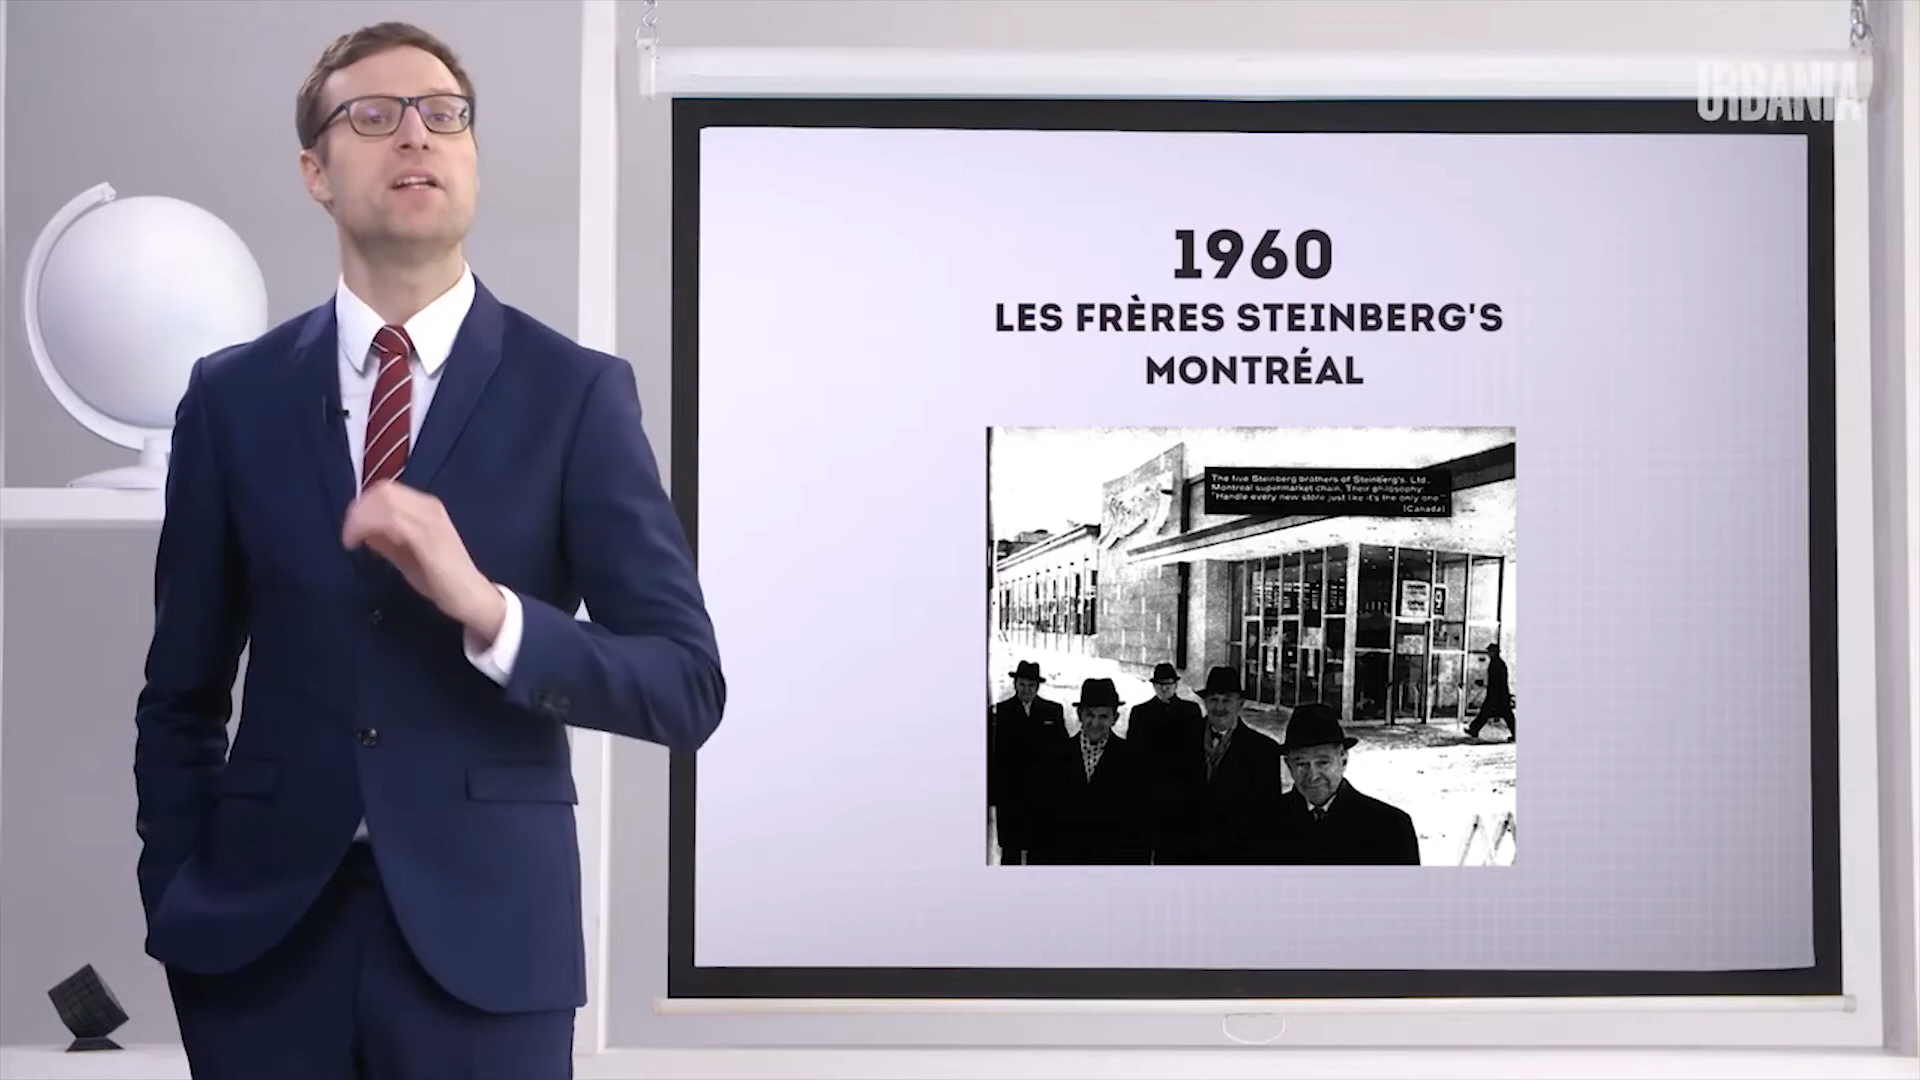 URBANIA
1960
LES FRÈRES STEINBERG'S
MONTRÉAL
The five Steinberg brothers of Steinberg's, Ltd.,
Montreal supermarket chain. Their philosophy:
"Handle every new store just like it's the only one"
(Canada)
9